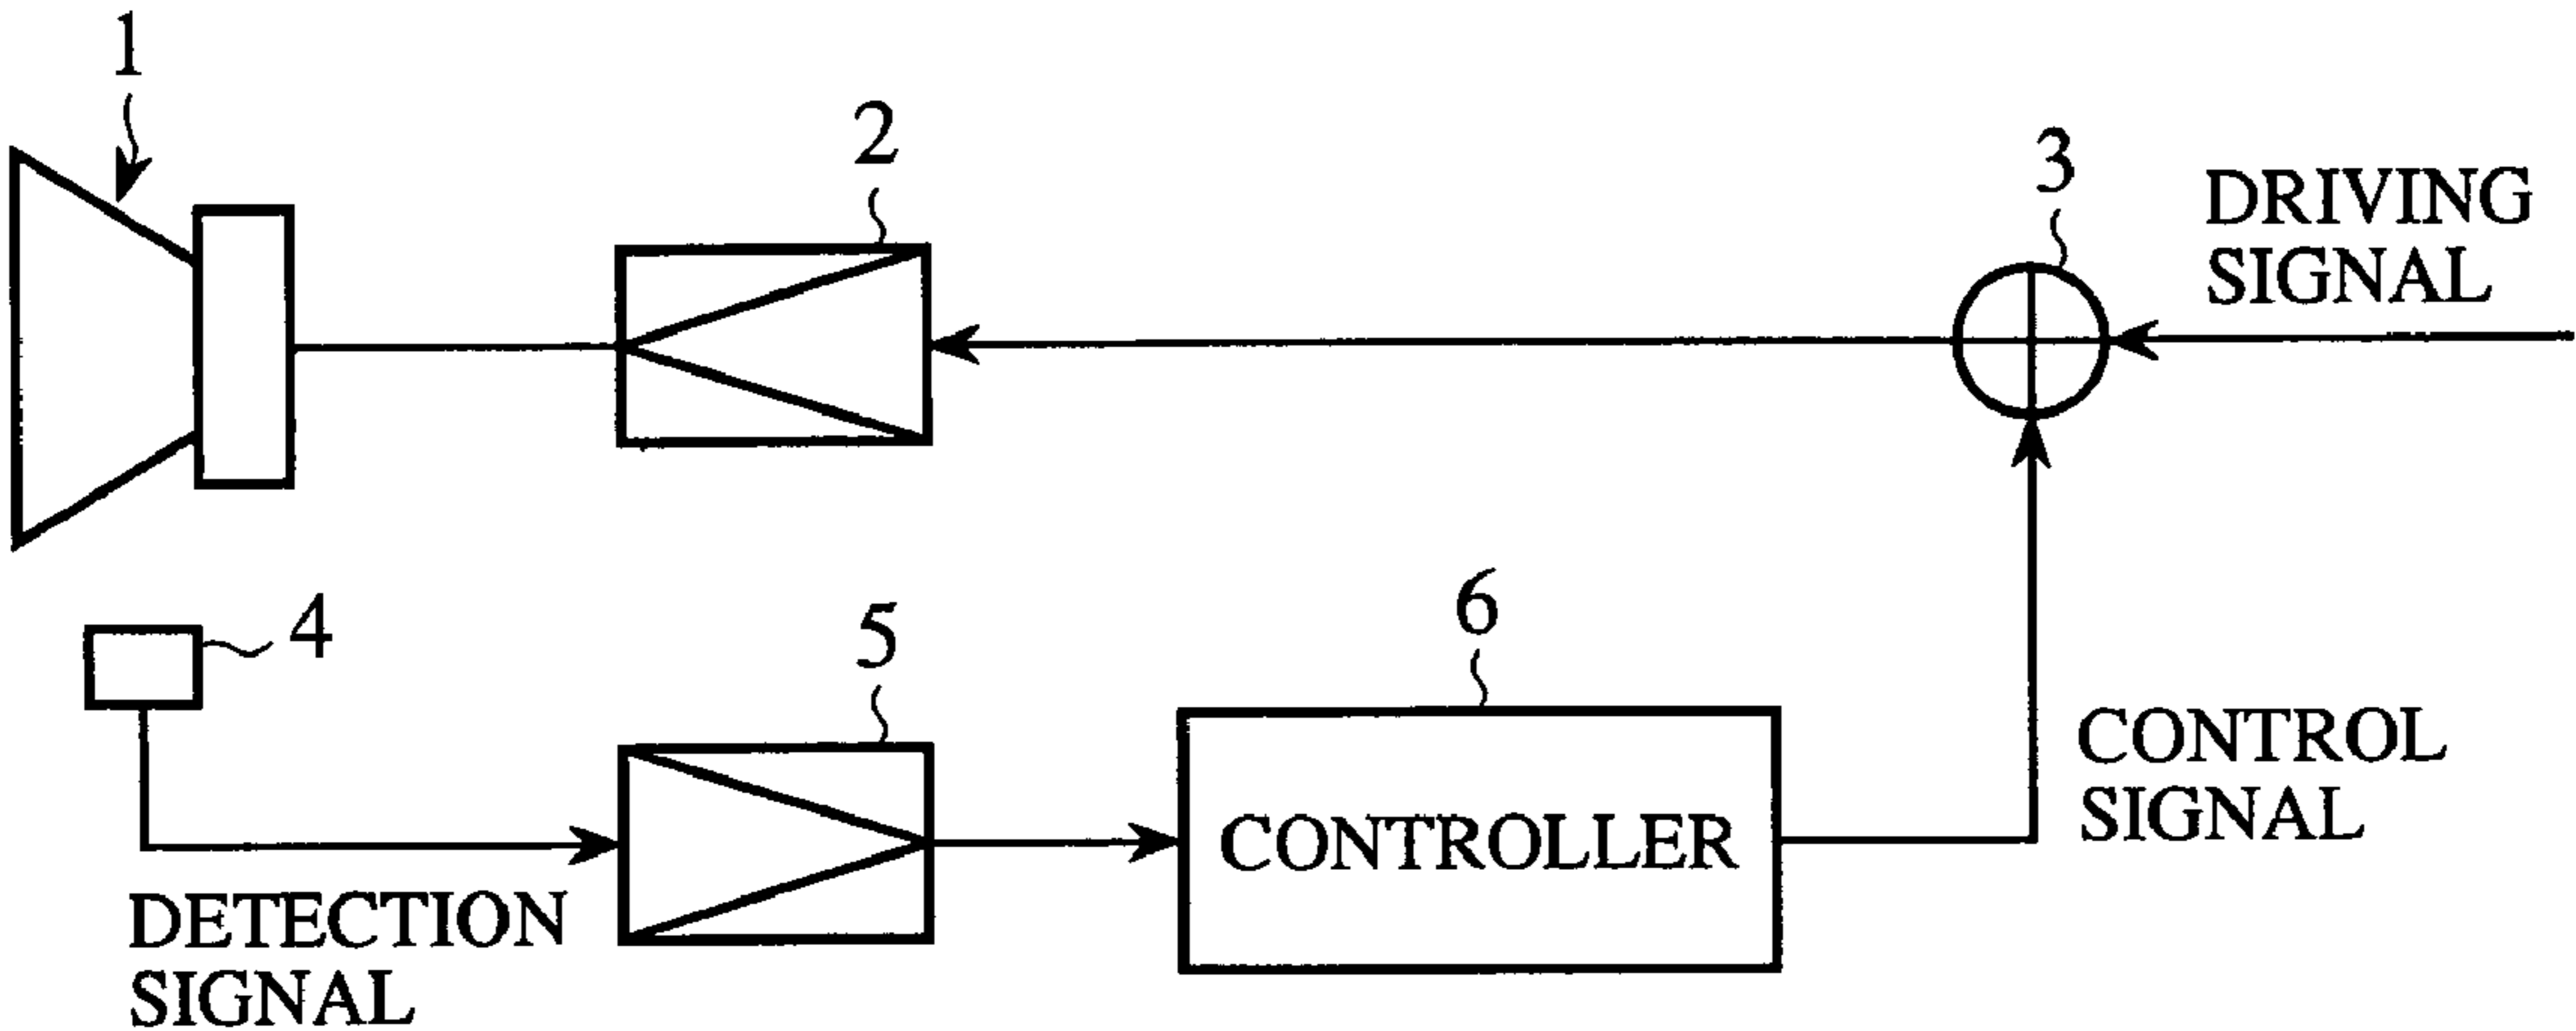 1
2
3
DRIVING
SIGNAL
4
5
6
CONTROLLER
CONTROL
SIGNAL
DETECTION
SIGNAL